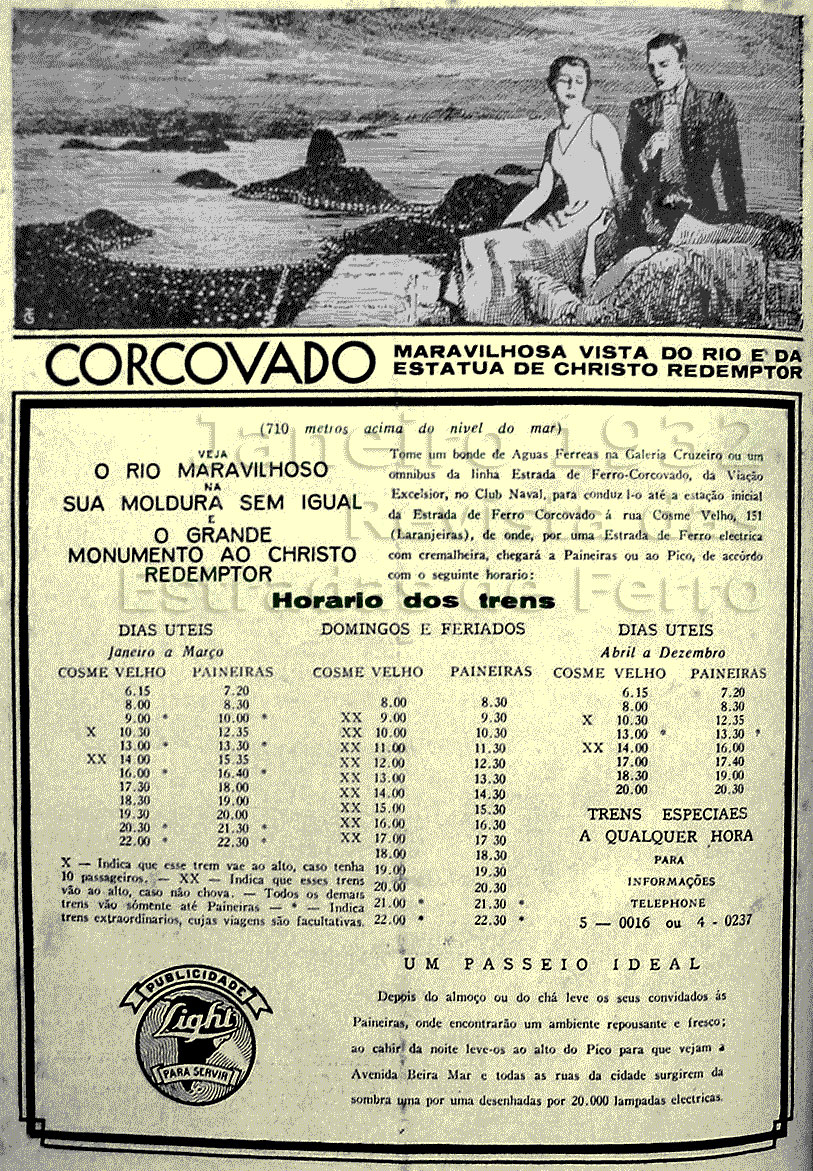 CORCOVADO
MARAVILHOSA VISTA DO RIO E DA
ESTATUA DE CHRISTO REDEMPTOR
(710 metros acima do nivel do mar)
VEJA
O RIO MARAVILHOSO
NA
SUA MOLDURA SEM IGUAL
E
O GRANDE
MONUMENTO AO CHRISTO
REDEMPTOR
Tome um bonde de Aguas Ferreas na Galeria Cruzeiro ou um
omnibus da linha Estrada de Ferro-Corcovado, da Viação
Excelsior, no Club Naval, para conduzil-o até a estação inicial
da Estrada de Ferro Corcovado á rua Cosme Velho, 151
(Laranjeiras), de onde, por uma Estrada de Ferro electrica
com cremalheira, chegará a Paineiras ou ao Pico, de accôrdo
com o seguinte horario:
Janeiro 1932
Revista das
Estradas de Ferro
Horario dos trens
DIAS UTEIS
Janeiro a Março
COSME VELHO PAINEIRAS
6.15 7.20
8.00 8.30
9.00 * 10.00 *
X 10.30 12.35
13.00 * 13.30 *
XX 14.00 15.35
16.00 * 16.40 *
17.30 18.00
18.30 19.00
19.30 20.00
20.30 * 21.30 *
22.00 * 22.30 *
X — Indica que esse trem vae ao alto, caso tenha
10 passageiros. — XX — Indica que esses trens
vão ao alto, caso não chova. — Todos os demais
trens vão sómente até Paineiras — * — Indica
trens extraordinarios, cujas viagens são facultativas.
DOMINGOS E FERIADOS
COSME VELHO PAINEIRAS
8.00 8.30
XX 9.00 9.30
XX 10.00 10.30
XX 11.00 11.30
XX 12.00 12.30
XX 13.00 13.30
XX 14.00 14.30
XX 15.00 15.30
XX 16.00 16.30
XX 17.00 17 30
18.00 18.30
19.00 19.30
20.00 20.30
21.00 * 21.30 *
22.00 * 22.30 *
DIAS UTEIS
Abril a Dezembro
COSME VELHO PAINEIRAS
6.15 7.20
8.00 8.30
X 10.30 12.35
13.00 * 13.30 *
XX 14.00 16.00
17.00 17.40
18.30 19.00
20.00 20.30
TRENS ESPECIAES
A QUALQUER HORA
PARA
INFORMAÇÕES
TELEPHONE
5 — 0016 ou 4 - 0237
PUBLICIDADE
Light
PARA SERVIR
UM PASSEIO IDEAL
Depois do almoço ou do chá leve os seus convidados ás
Paineiras, onde encontrarão um ambiente repousante e fresco;
ao cahir da noite leve-os ao alto do Pico para que vejam a
Avenida Beira Mar e todas as ruas da cidade surgirem da
sombra uma por uma desenhadas por 20.000 lampadas electricas.